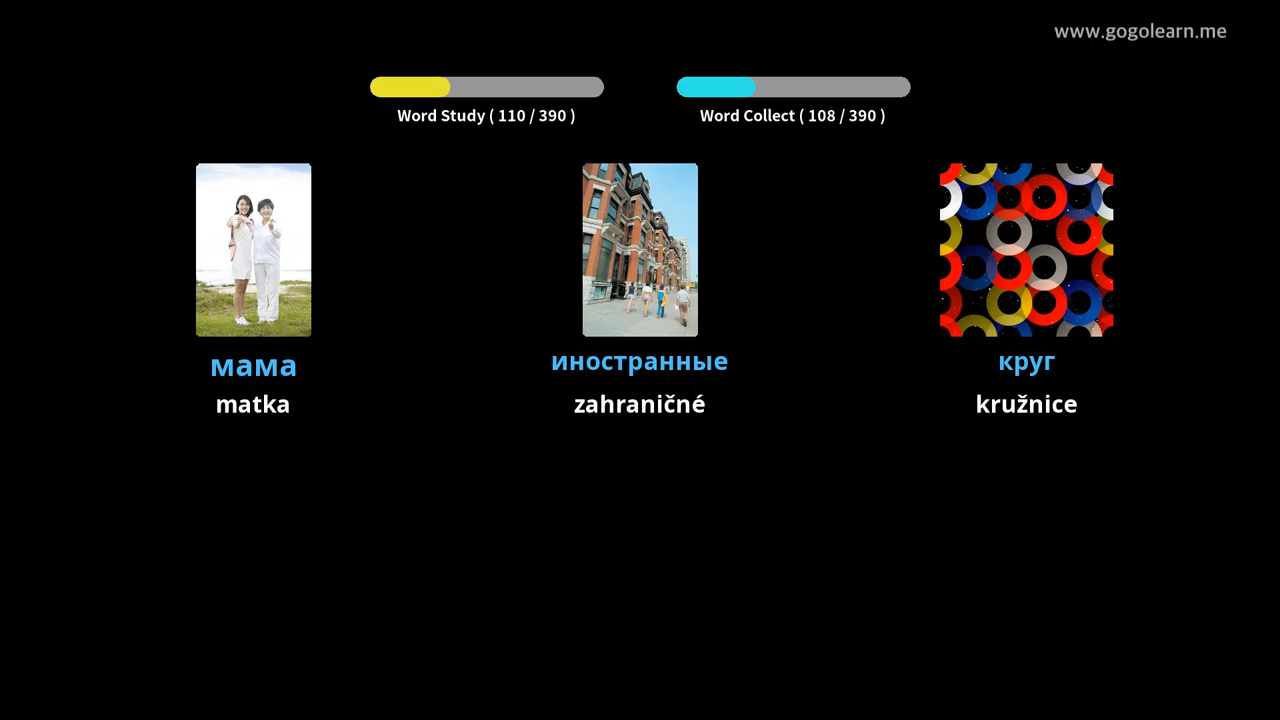 www.gogolearn.me
Word Study ( 110 / 390 )
Word Collect ( 108 / 390 )
мама
иностранные
круг
matka
zahraničné
kružnice